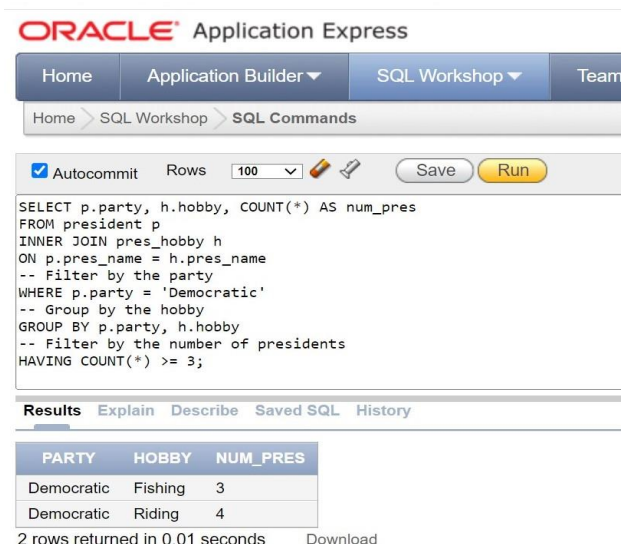 ORACLE® Application Express
Home Application Builder SQL Workshop Team
Home SQL Workshop SQL Commands
Autocommit Rows 100 Save Run
SELECT p.party, h.hobby, COUNT(*) AS num_pres
FROM president p
INNER JOIN pres_hobby h
ON p.pres_name = h.pres_name
-- Filter by the party
WHERE p.party = 'Democratic'
-- Group by the hobby
GROUP BY p.party, h.hobby
-- Filter by the number of presidents
HAVING COUNT(*) >= 3;
Results Explain Describe Saved SQL History
PARTY HOBBY NUM_PRES
Democratic Fishing 3
Democratic Riding 4
2 rows returned in 0.01 seconds Download